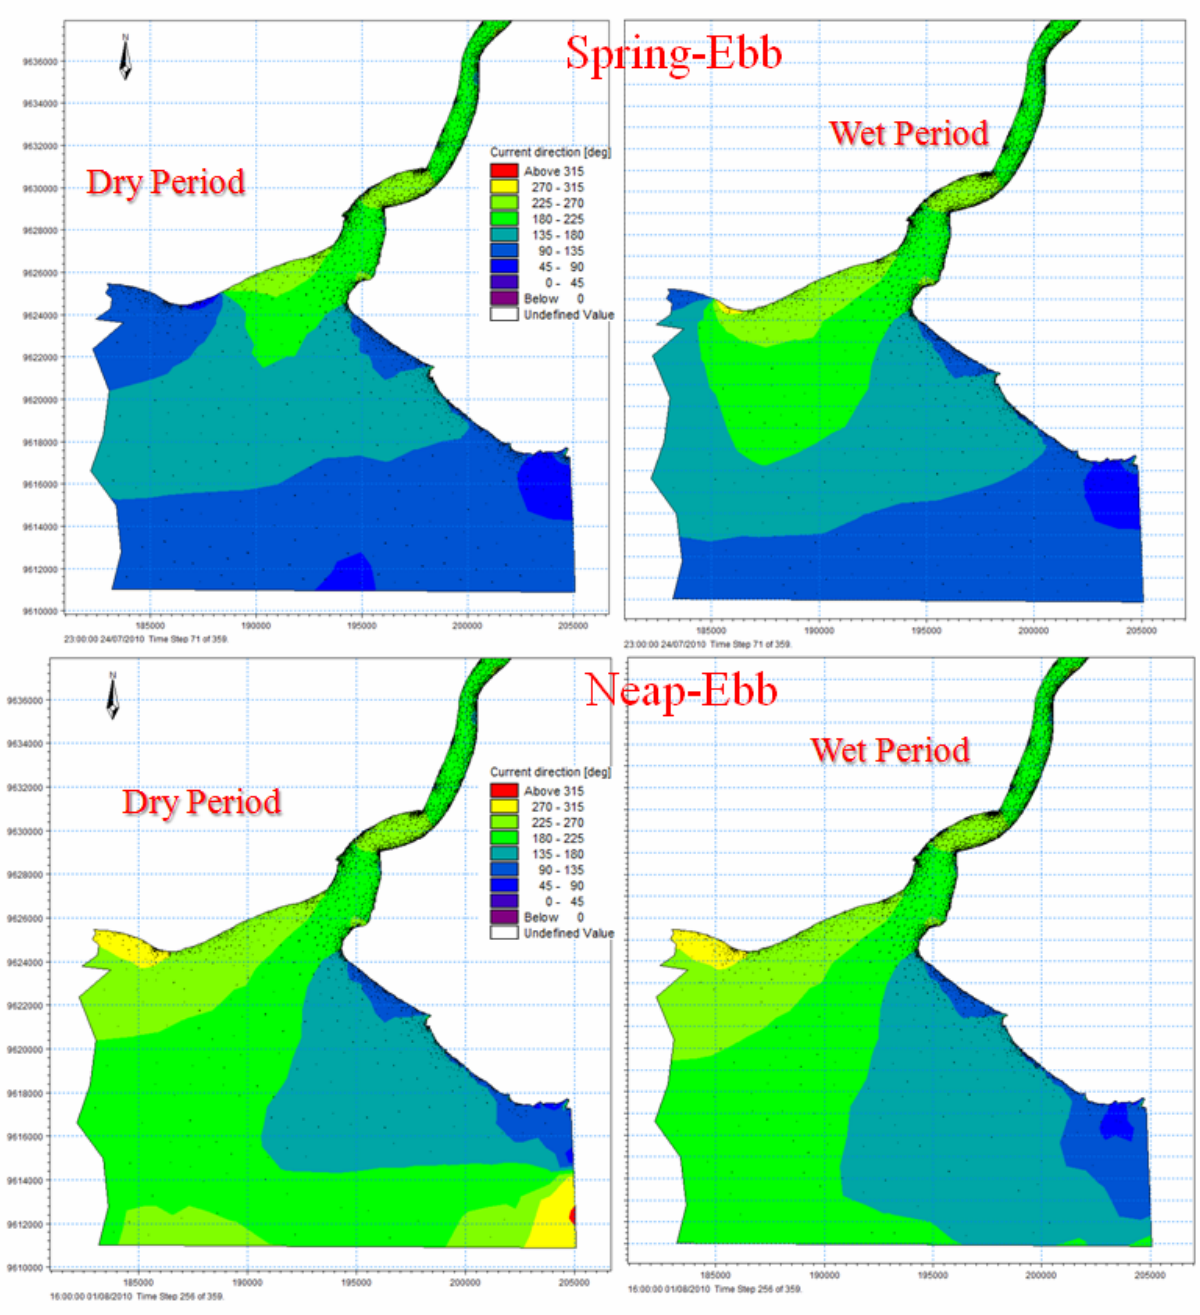 Spring-Ebb
N
Dry Period
Wet Period
Current direction [deg]
Above 315
270 - 315
225 - 270
180 - 225
135 - 180
90 - 135
45 - 90
0 - 45
Below 0
Undefined Value
9636000
9634000
9632000
9630000
9628000
9626000
9624000
9622000
9620000
9618000
9616000
9614000
9612000
9610000
185000 190000 195000 200000 205000
23:00:00 24/07/2010 Time Step 71 of 359.
185000 190000 195000 200000 205000
23:00:00 24/07/2010 Time Step 71 of 359.
Neap-Ebb
N
Dry Period
Wet Period
Current direction [deg]
Above 315
270 - 315
225 - 270
180 - 225
135 - 180
90 - 135
45 - 90
0 - 45
Below 0
Undefined Value
9636000
9634000
9632000
9630000
9628000
9626000
9624000
9622000
9620000
9618000
9616000
9614000
9612000
9610000
185000 190000 195000 200000 205000
16:00:00 01/08/2010 Time Step 256 of 359.
185000 190000 195000 200000 205000
16:00:00 01/08/2010 Time Step 256 of 359.